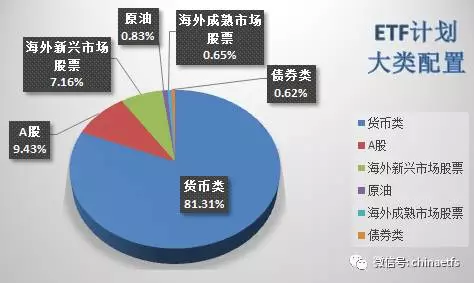 ETF计划
大类配置
原油
0.83%
海外成熟市场
股票
0.65%
海外新兴市场
股票
7.16%
债券类
0.62%
A股
9.43%
货币类
81.31%
货币类
A股
海外新兴市场股票
原油
海外成熟市场股票
债券类
微信号: chinaetfs